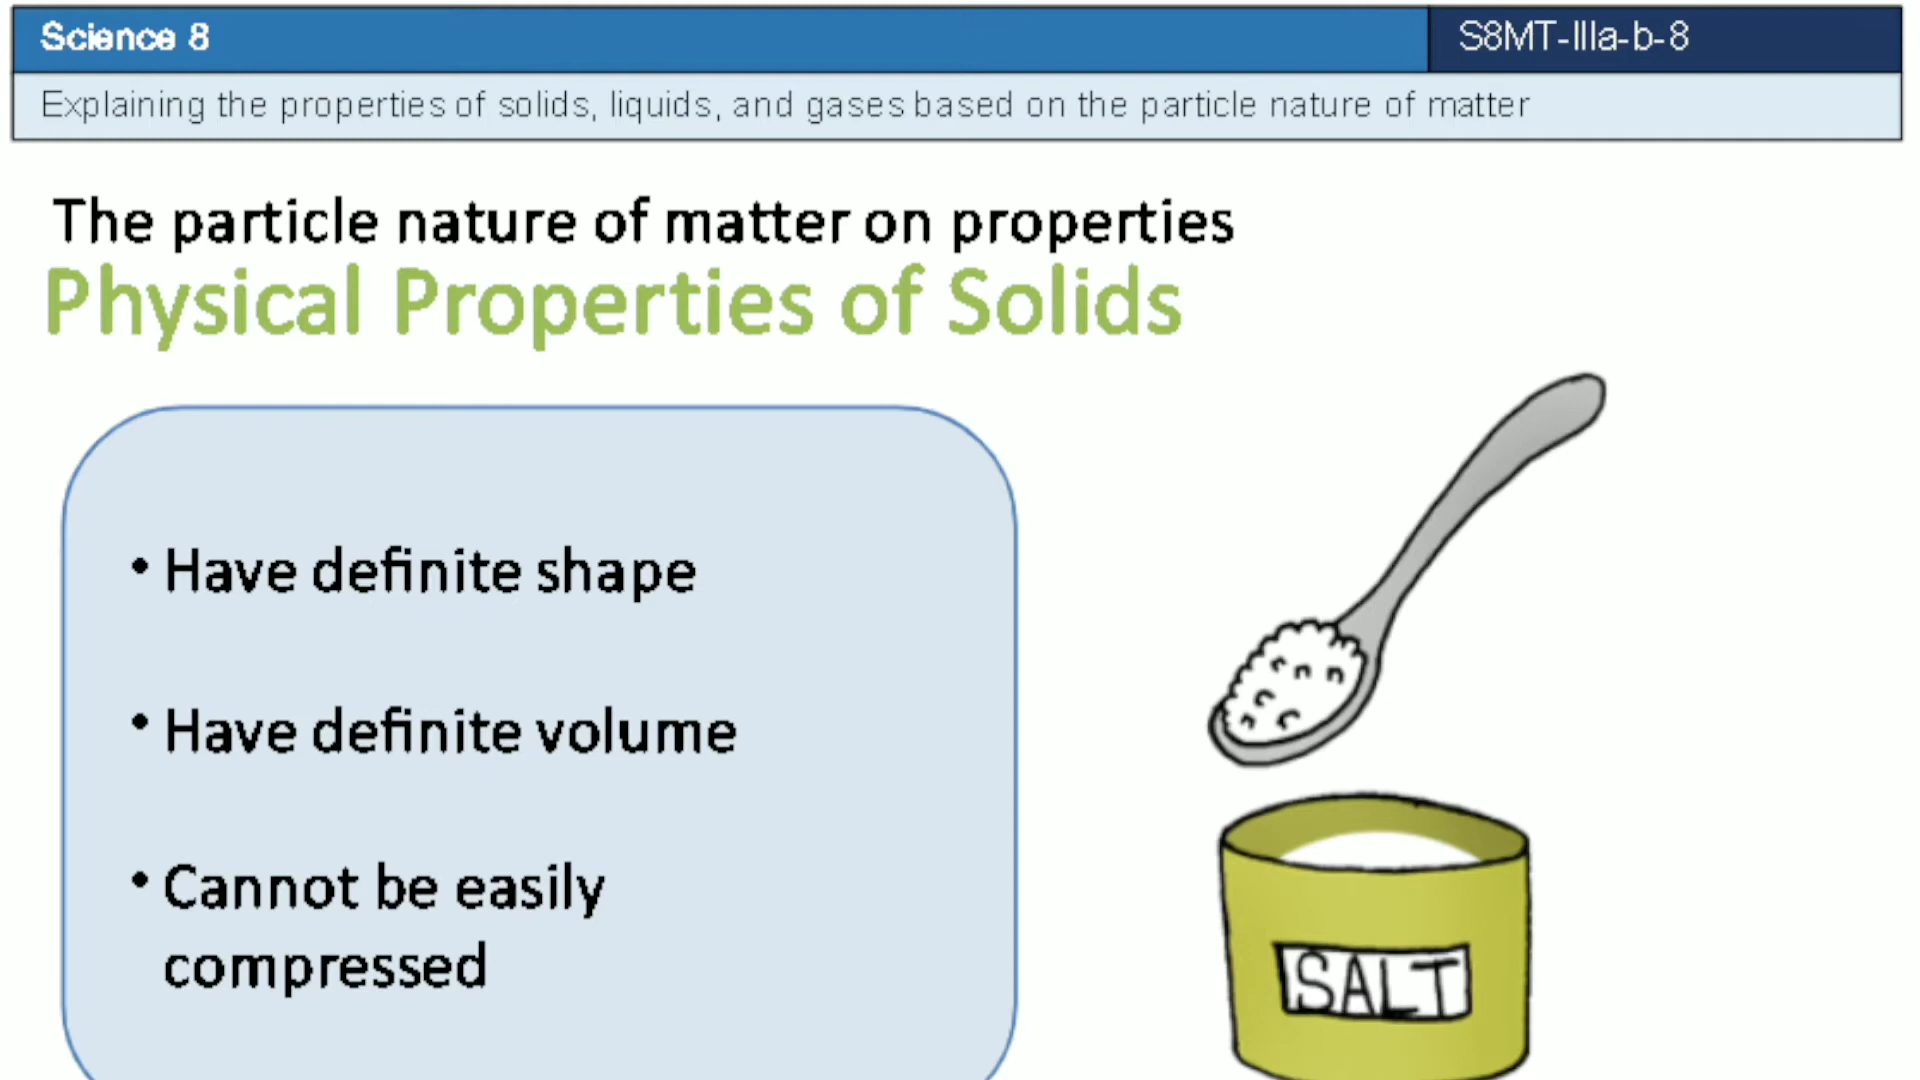 Science 8
S8MT-IIIa-b-8
Explaining the properties of solids, liquids, and gases based on the particle nature of matter
The particle nature of matter on properties
Physical Properties of Solids
• Have definite shape
• Have definite volume
• Cannot be easily
compressed
SALT